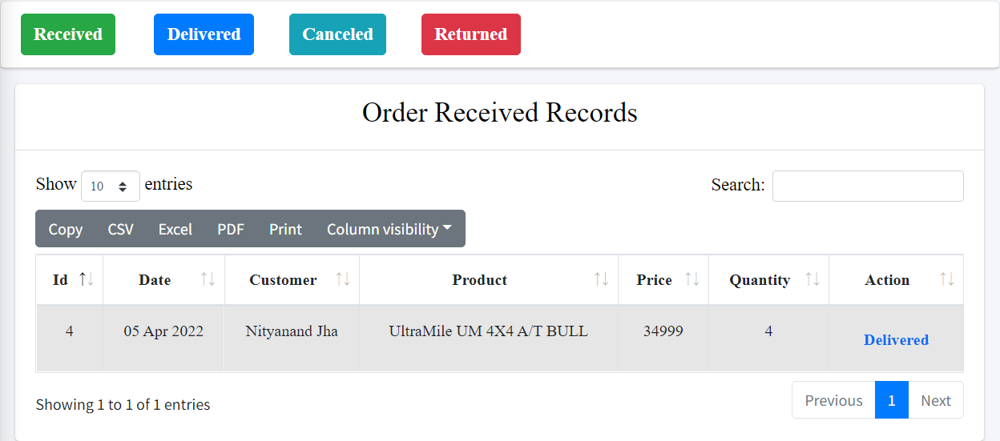 Received Delivered Canceled Returned
Order Received Records
Show 10 entries Search:
Copy CSV Excel PDF Print Column visibility
Id Date Customer Product Price Quantity Action
4 05 Apr 2022 Nityanand Jha UltraMile UM 4X4 A/T BULL 34999 4 Delivered
Showing 1 to 1 of 1 entries Previous 1 Next